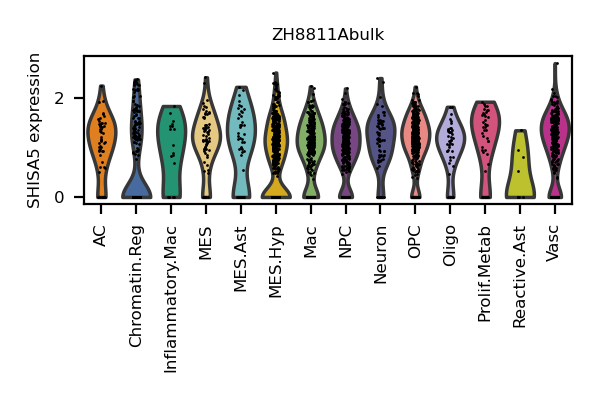 ZH8811Abulk
SHISA5 expression
2
0
AC
Chromatin.Reg
Inflammatory.Mac
MES
MES.Ast
MES.Hyp
Mac
NPC
Neuron
OPC
Oligo
Prolif.Metab
Reactive.Ast
Vasc